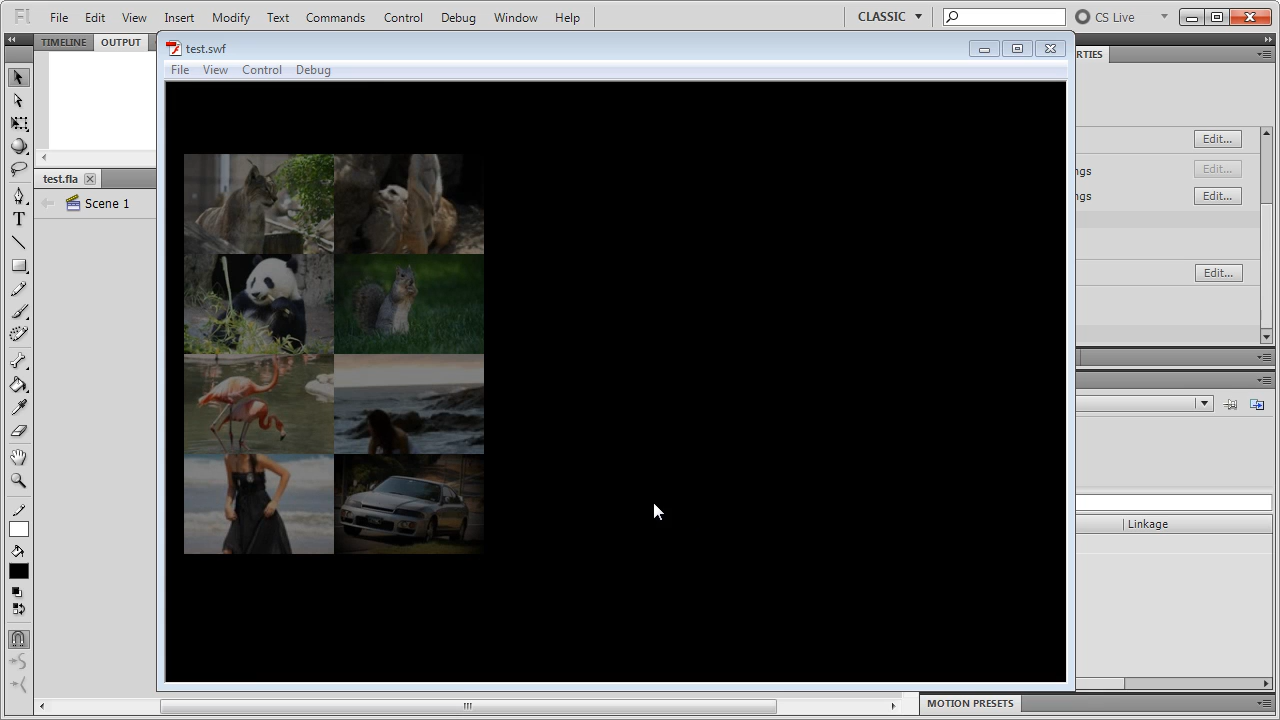 Fl File Edit View Insert Modify Text Commands Control Debug Window Help CLASSIC CS Live
TIMELINE OUTPUT
test.swf
RTIES
File View Control Debug
Edit...
ngs
test.fla
ngs Edit...
Scene 1
Edit...
T
Linkage
MOTION PRESETS